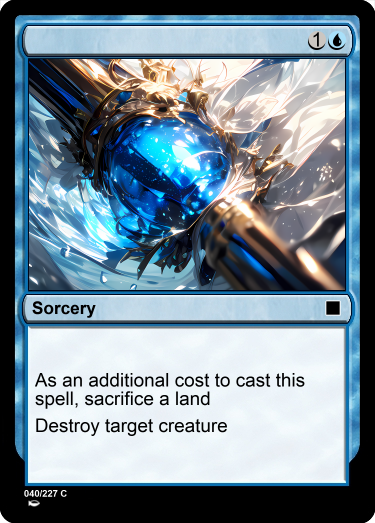 1
Sorcery
As an additional cost to cast this
spell, sacrifice a land
Destroy target creature
040/227 C